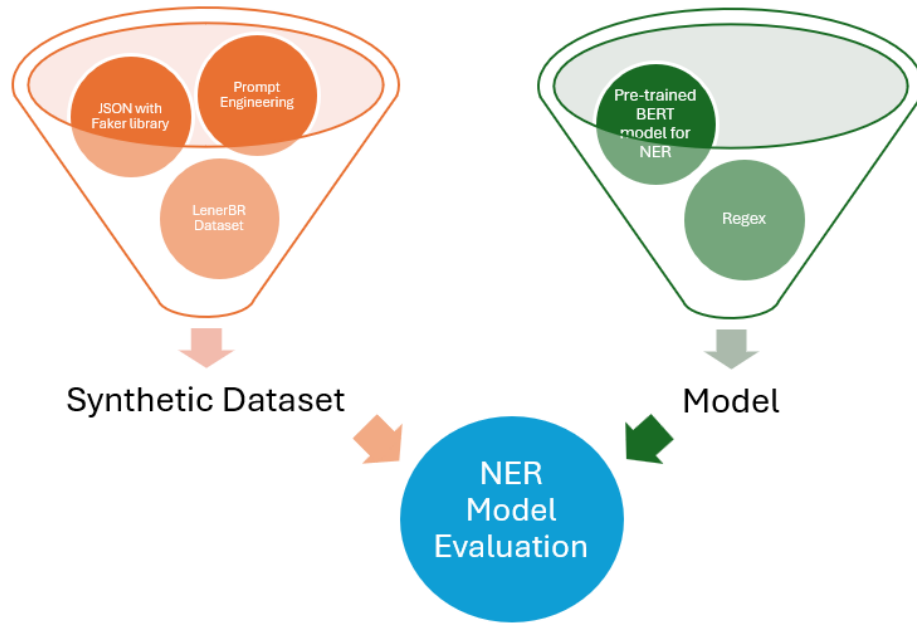 JSON with
Faker library
Prompt
Engineering
LenerBR
Dataset
Pre-trained
BERT
model for
NER
Regex
Synthetic Dataset
Model
NER
Model
Evaluation